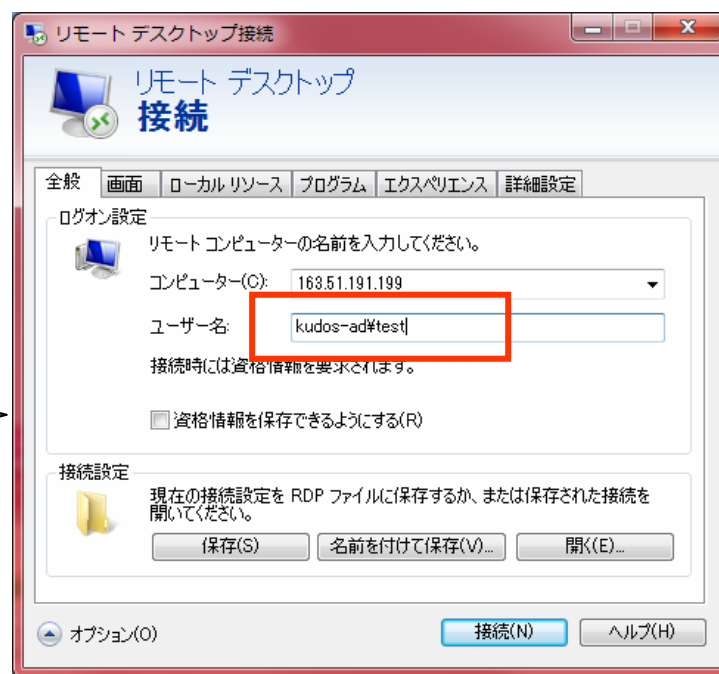 リモート デスクトップ接続
リモート デスクトップ
接続
全般 画面 ローカル リソース プログラム エクスペリエンス 詳細設定
ログオン設定
リモート コンピューターの名前を入力してください。
コンピューター(C): 163.51.191.199
ユーザー名: kudos-ad¥test
接続時には資格情報を要求されます。
資格情報を保存できるようにする(R)
接続設定
現在の接続設定を RDP ファイルに保存するか、または保存された接続を
開いてください。
保存(S) 名前を付けて保存(V)... 開く(E)...
オプション(O) 接続(N) ヘルプ(H)